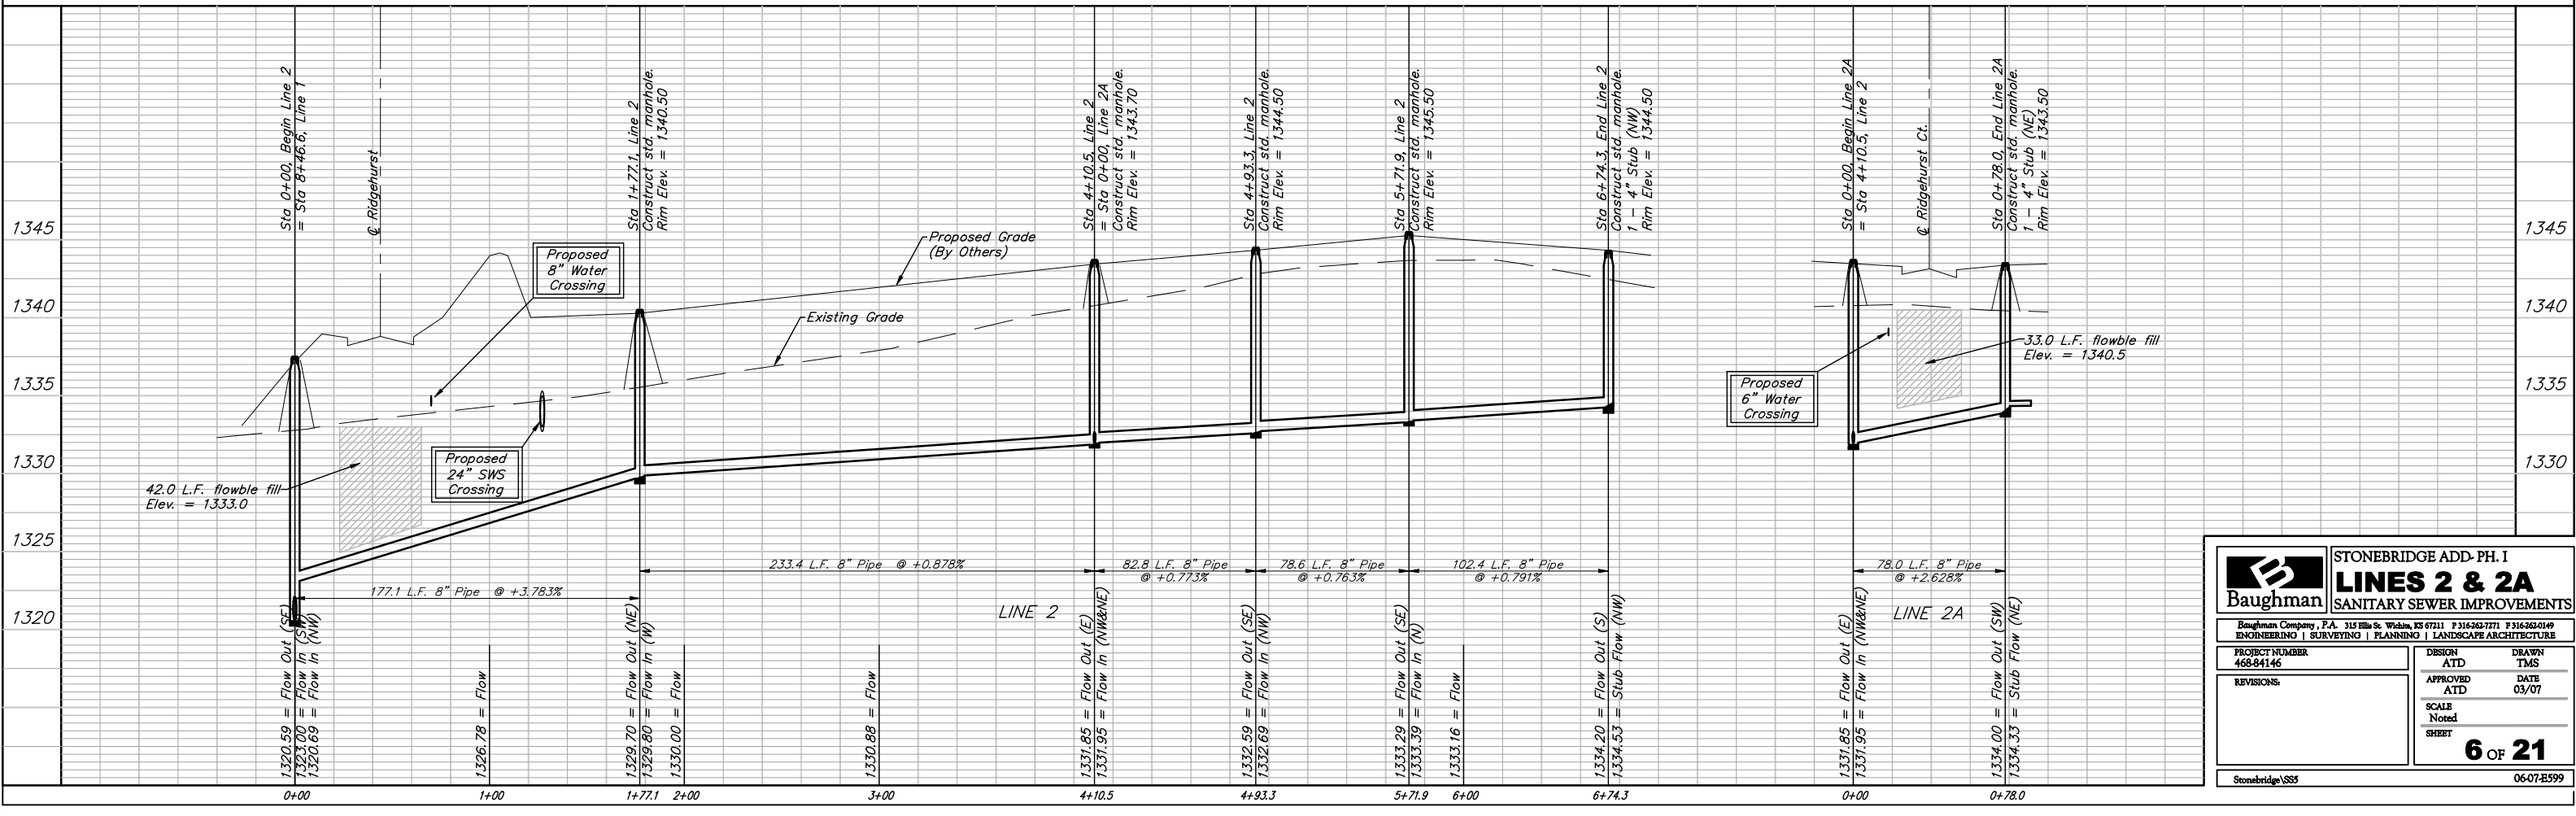 Sta 0+00, Begin Line 2
= Sta 8+46.6, Line 1
℄ Ridgehurst
Sta 1+77.1, Line 2
Construct std. manhole.
Rim Elev. = 1340.50
Sta 4+10.5, Line 2
= Sta 0+00, Line 2A
Construct std. manhole.
Rim Elev. = 1343.70
Sta 4+93.3, Line 2
Construct std. manhole.
Rim Elev. = 1344.50
Sta 5+71.9, Line 2
Construct std. manhole.
Rim Elev. = 1345.50
Sta 6+74.3, End Line 2
Construct std. manhole.
1 - 4" Stub (NW)
Rim Elev. = 1344.50
Sta 0+00, Begin Line 2A
= Sta 4+10.5, Line 2
℄ Ridgehurst Ct.
Sta 0+78.0, End Line 2A
Construct std. manhole.
1 - 4" Stub (NE)
Rim Elev. = 1343.50
1345
1340
1335
1330
1325
1320
1345
1340
1335
1330
Proposed
8" Water
Crossing
Proposed Grade
(By Others)
Existing Grade
Proposed
24" SWS
Crossing
42.0 L.F. flowble fill
Elev. = 1333.0
33.0 L.F. flowble fill
Elev. = 1340.5
Proposed
6" Water
Crossing
177.1 L.F. 8" Pipe @ +3.783%
233.4 L.F. 8" Pipe @ +0.878%
82.8 L.F. 8" Pipe
@ +0.773%
78.6 L.F. 8" Pipe
@ +0.763%
102.4 L.F. 8" Pipe
@ +0.791%
78.0 L.F. 8" Pipe
@ +2.628%
LINE 2
LINE 2A
1320.59 = Flow Out (SE)
1323.00 = Flow In (SW)
1320.69 = Flow In (NW)
1326.78 = Flow
1329.70 = Flow Out (NE)
1329.80 = Flow In (W)
1330.00 = Flow
1330.88 = Flow
1331.85 = Flow Out (E)
1331.95 = Flow In (NW&NE)
1332.59 = Flow Out (SE)
1332.69 = Flow In (NW)
1333.29 = Flow Out (SE)
1333.39 = Flow In (N)
1333.16 = Flow
1334.20 = Flow Out (S)
1334.53 = Stub Flow (NW)
1331.85 = Flow Out (E)
1331.95 = Flow In (NW&NE)
1334.00 = Flow Out (SW)
1334.33 = Stub Flow (NE)
0+00
1+00
1+77.1
2+00
3+00
4+10.5
4+93.3
5+71.9
6+00
6+74.3
0+00
0+78.0
B
Baughman
STONEBRIDGE ADD- PH. I
LINES 2 & 2A
SANITARY SEWER IMPROVEMENTS
Baughman Company, P.A. 315 Ellis St. Wichita, KS 67211 P 316-262-7271 F 316-262-0149
ENGINEERING | SURVEYING | PLANNING | LANDSCAPE ARCHITECTURE
PROJECT NUMBER
468-84146
REVISIONS:
DESIGN
ATD
DRAWN
TMS
APPROVED
ATD
DATE
03/07
SCALE
Noted
SHEET
6 OF 21
Stonebridge\SS5
06-07-E599